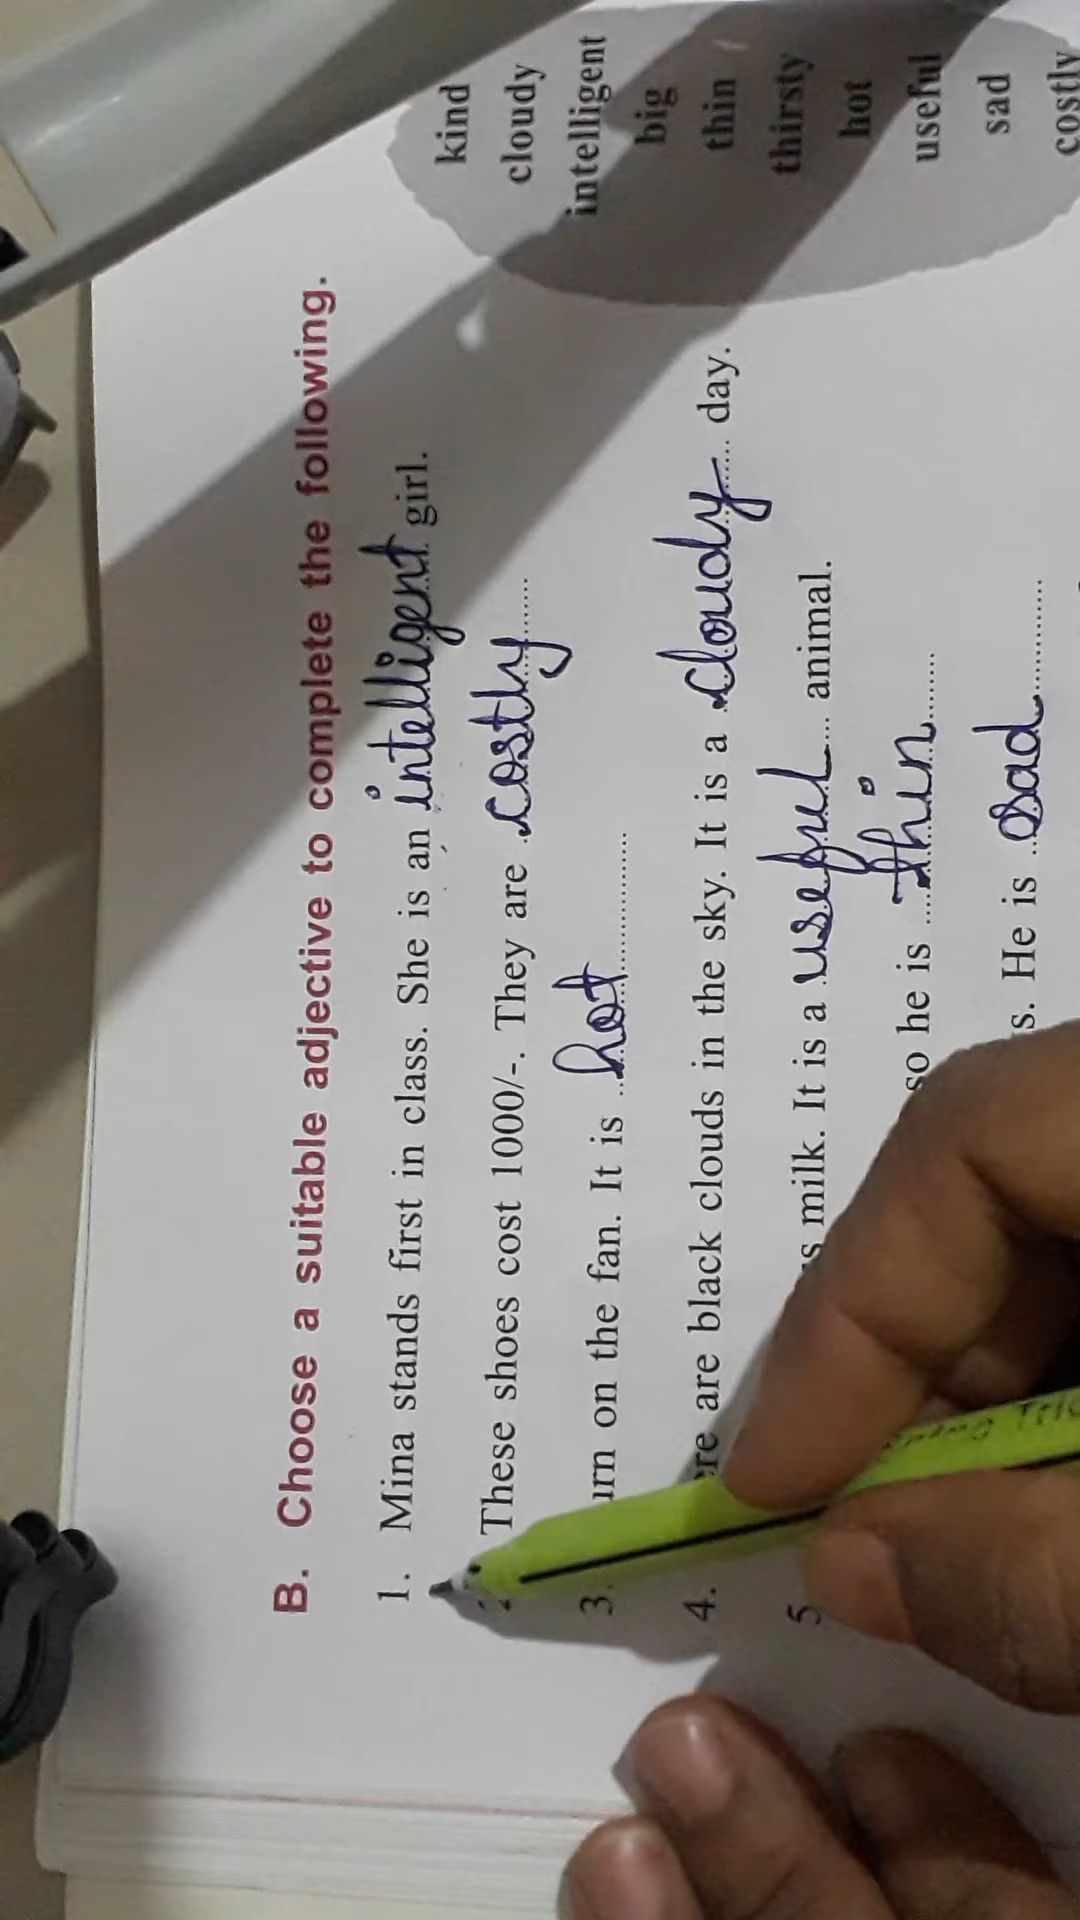 B. Choose a suitable adjective to complete the following.
1. Mina stands first in class. She is an intelligent girl.
These shoes cost 1000/-. They are costly
3. urn on the fan. It is hot
4. ere are black clouds in the sky. It is a cloudy day.
5 milk. It is a useful animal.
so he is thin
s. He is sad
kind
cloudy
intelligent
big
thin
thirsty
hot
useful
sad
costly